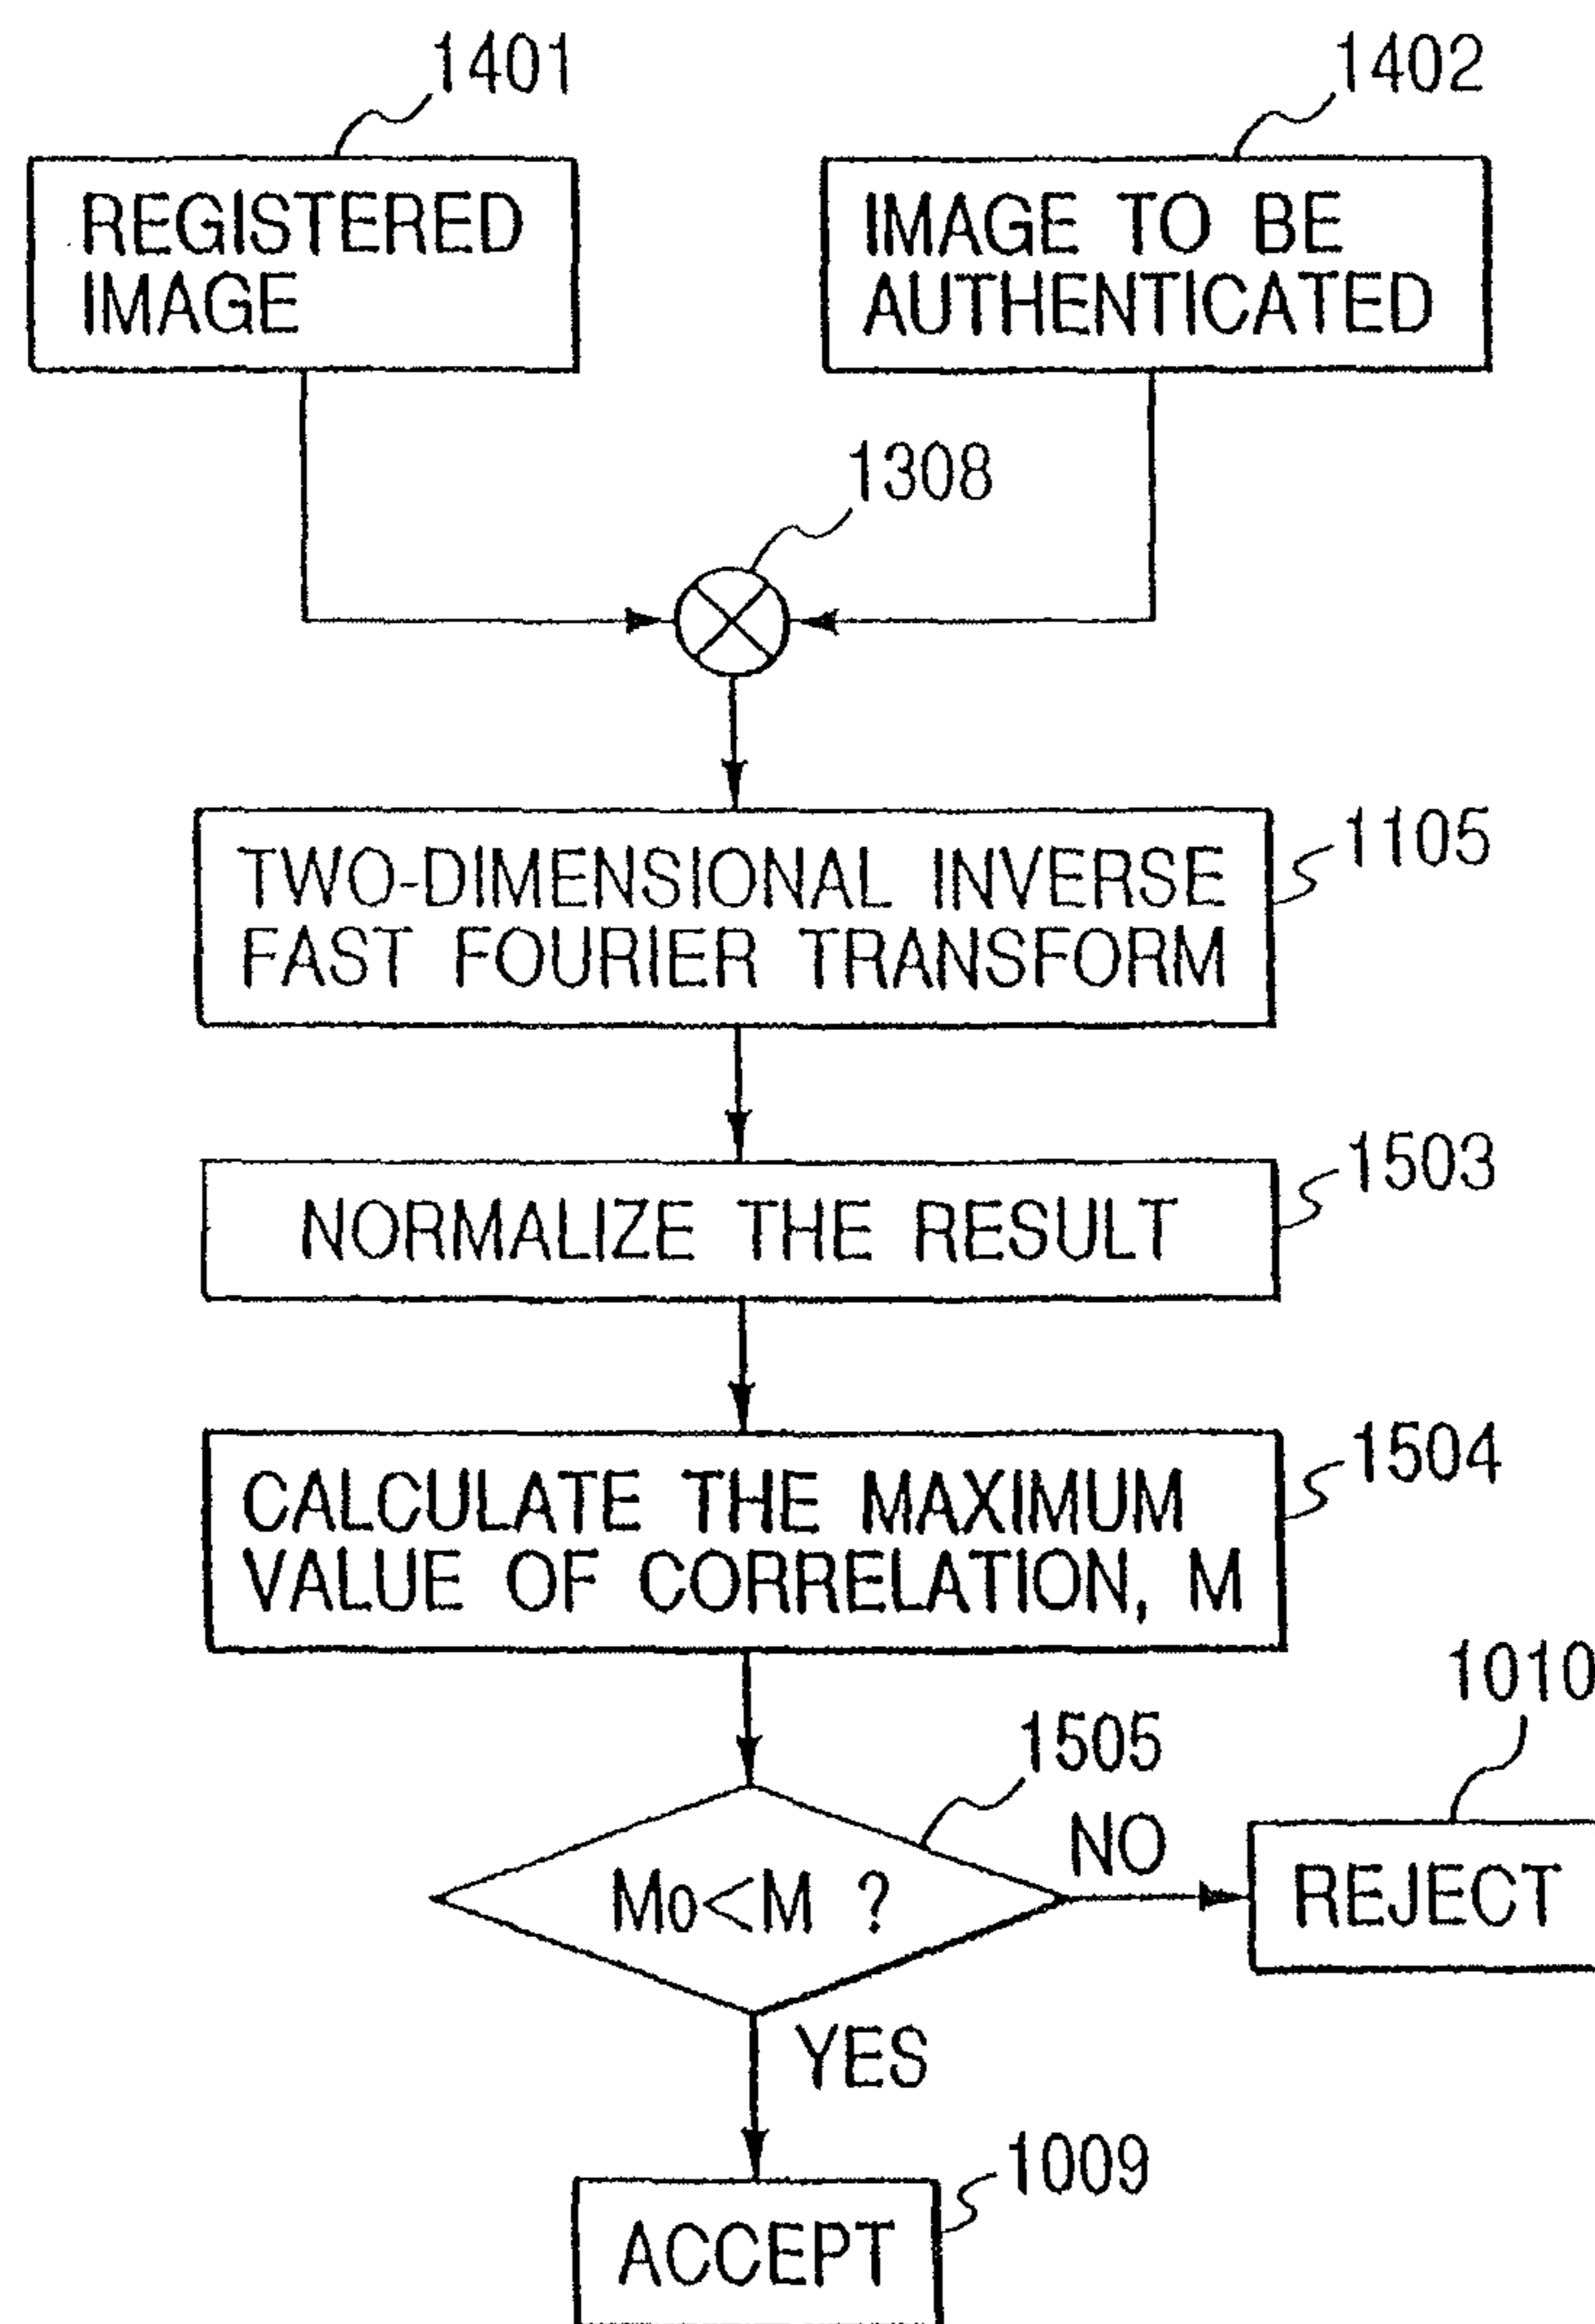 1401
1402
REGISTERED
IMAGE
IMAGE TO BE
AUTHENTICATED
1308
TWO-DIMENSIONAL INVERSE
FAST FOURIER TRANSFORM
1105
NORMALIZE THE RESULT
1503
CALCULATE THE MAXIMUM
VALUE OF CORRELATION, M
1504
1505
1010
Mo<M ?
NO
REJECT
YES
1009
ACCEPT